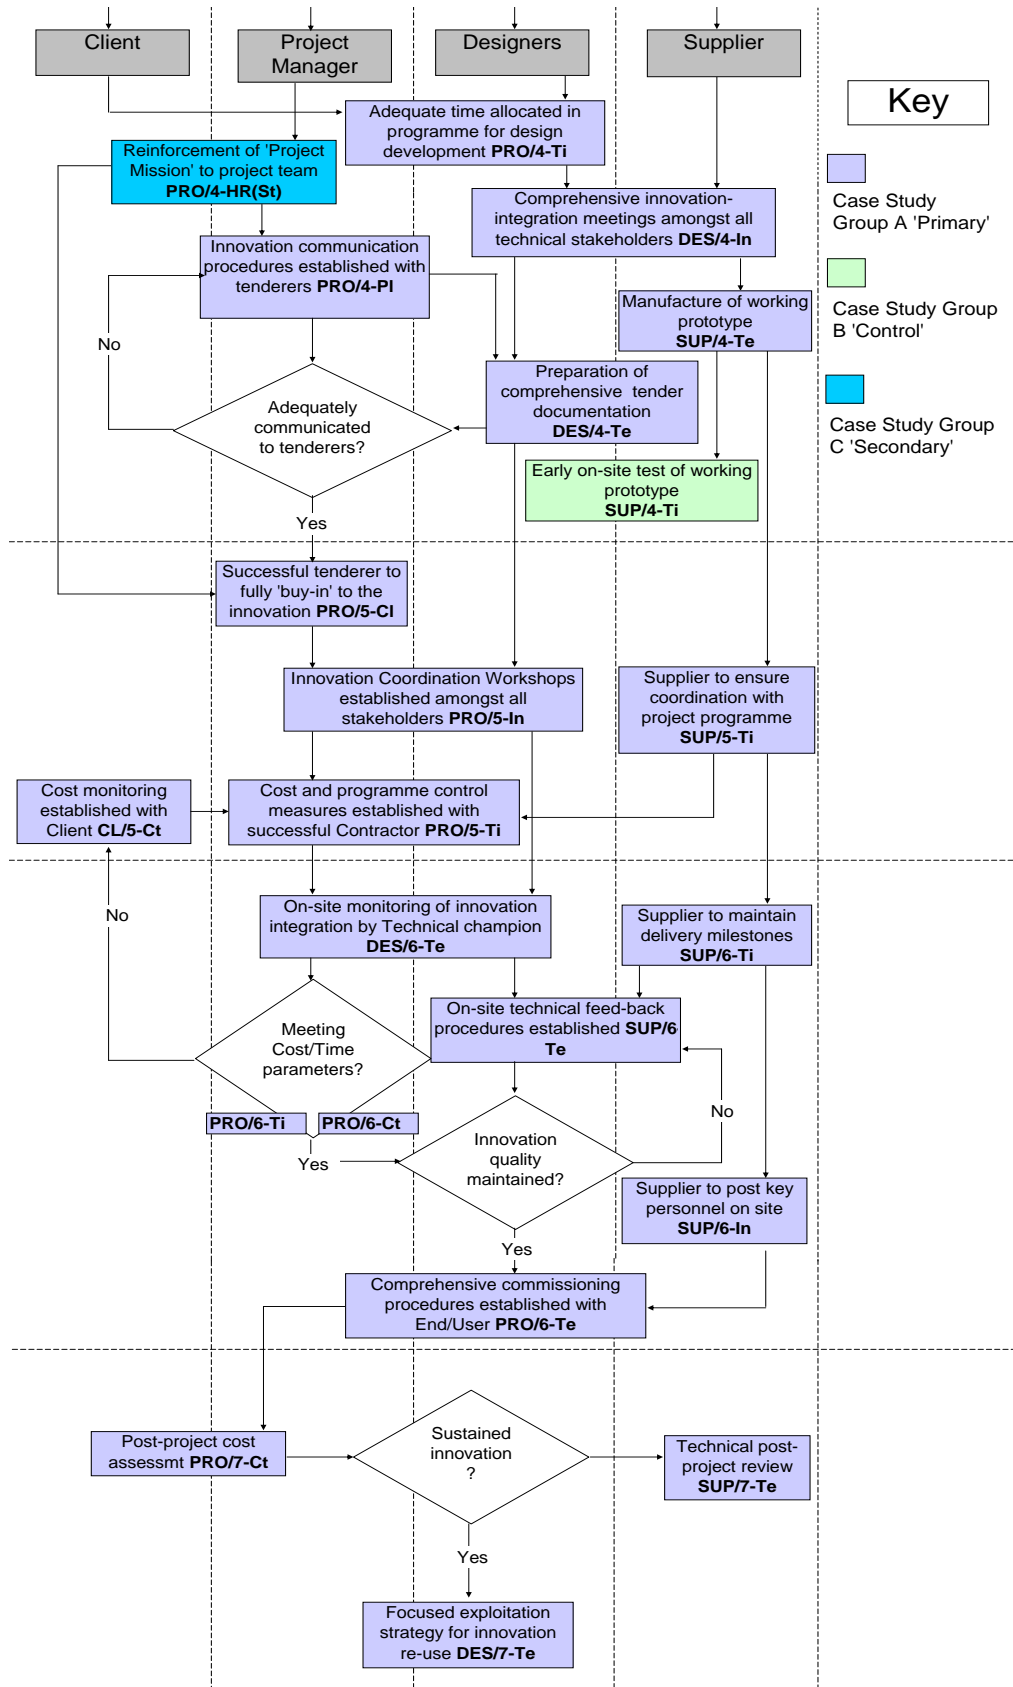 Client
Project
Manager
Designers
Supplier
Key
Adequate time allocated in
programme for design
development PRO/4-Ti
Reinforcement of 'Project
Mission' to project team
PRO/4-HR(St)
Case Study
Group A 'Primary'
Comprehensive innovation-
integration meetings amongst all
technical stakeholders DES/4-In
Innovation communication
procedures established with
tenderers PRO/4-Pl
Manufacture of working
prototype
SUP/4-Te
Case Study Group
B 'Control'
No
Preparation of
comprehensive tender
documentation
DES/4-Te
Adequately
communicated
to tenderers?
Case Study Group
C 'Secondary'
Early on-site test of working
prototype
SUP/4-Ti
Yes
Successful tenderer to
fully 'buy-in' to the
innovation PRO/5-Cl
Innovation Coordination Workshops
established amongst all
stakeholders PRO/5-In
Supplier to ensure
coordination with
project programme
SUP/5-Ti
Cost monitoring
established with
Client CL/5-Ct
Cost and programme control
measures established with
successful Contractor PRO/5-Ti
No
On-site monitoring of innovation
integration by Technical champion
DES/6-Te
Supplier to maintain
delivery milestones
SUP/6-Ti
On-site technical feed-back
procedures established SUP/6-
Te
Meeting
Cost/Time
parameters?
PRO/6-Ti
PRO/6-Ct
No
Yes
Innovation
quality
maintained?
Supplier to post key
personnel on site
SUP/6-In
Yes
Comprehensive commissioning
procedures established with
End/User PRO/6-Te
Post-project cost
assessmt PRO/7-Ct
Sustained
innovation
?
Technical post-
project review
SUP/7-Te
Yes
Focused exploitation
strategy for innovation
re-use DES/7-Te